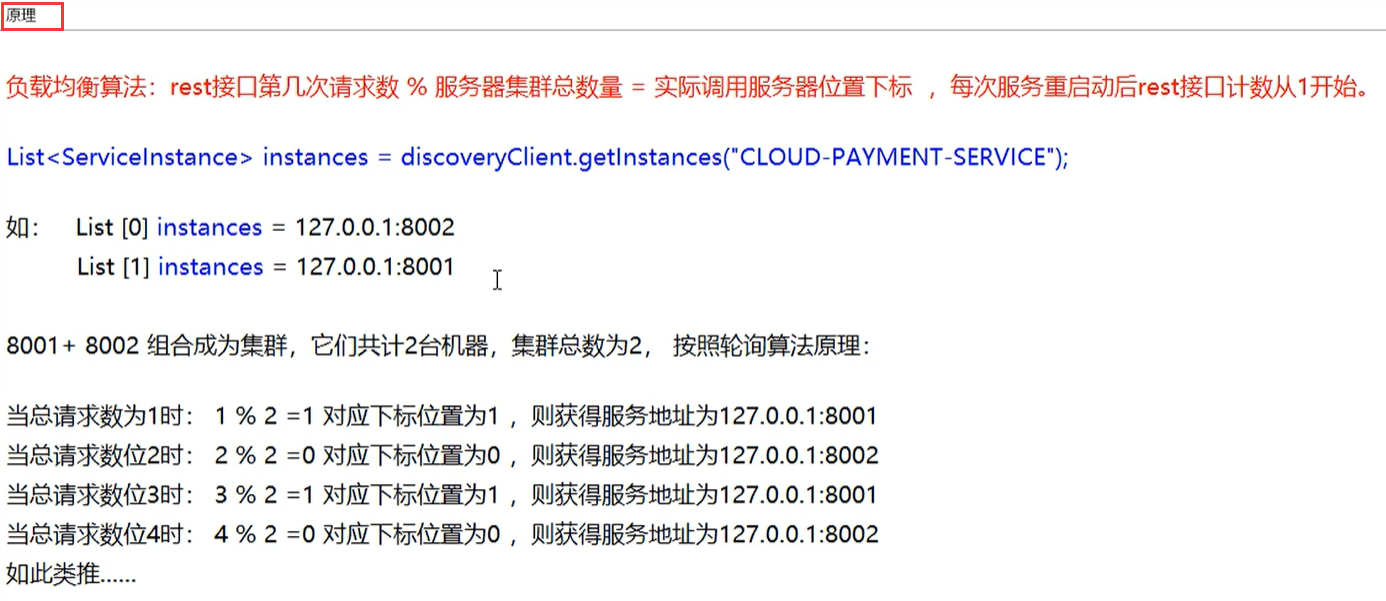 原理
负载均衡算法：rest接口第几次请求数 % 服务器集群总数量 = 实际调用服务器位置下标 ，每次服务重启动后rest接口计数从1开始。
List<ServiceInstance> instances = discoveryClient.getInstances("CLOUD-PAYMENT-SERVICE");
如： List [0] instances = 127.0.0.1:8002
List [1] instances = 127.0.0.1:8001
8001+ 8002 组合成为集群，它们共计2台机器，集群总数为2， 按照轮询算法原理：
当总请求数为1时： 1 % 2 =1 对应下标位置为1 ，则获得服务地址为127.0.0.1:8001
当总请求数位2时： 2 % 2 =0 对应下标位置为0 ，则获得服务地址为127.0.0.1:8002
当总请求数位3时： 3 % 2 =1 对应下标位置为1 ，则获得服务地址为127.0.0.1:8001
当总请求数位4时： 4 % 2 =0 对应下标位置为0 ，则获得服务地址为127.0.0.1:8002
如此类推......